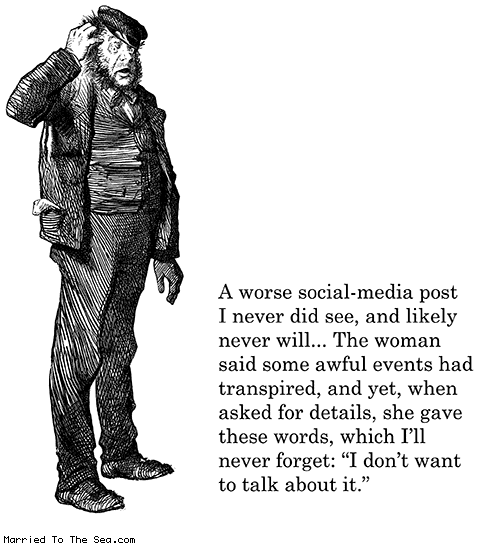 A worse social-media post
I never did see, and likely
never will... The woman
said some awful events had
transpired, and yet, when
asked for details, she gave
these words, which I’ll
never forget: “I don’t want
to talk about it.”
Married To The Sea.com